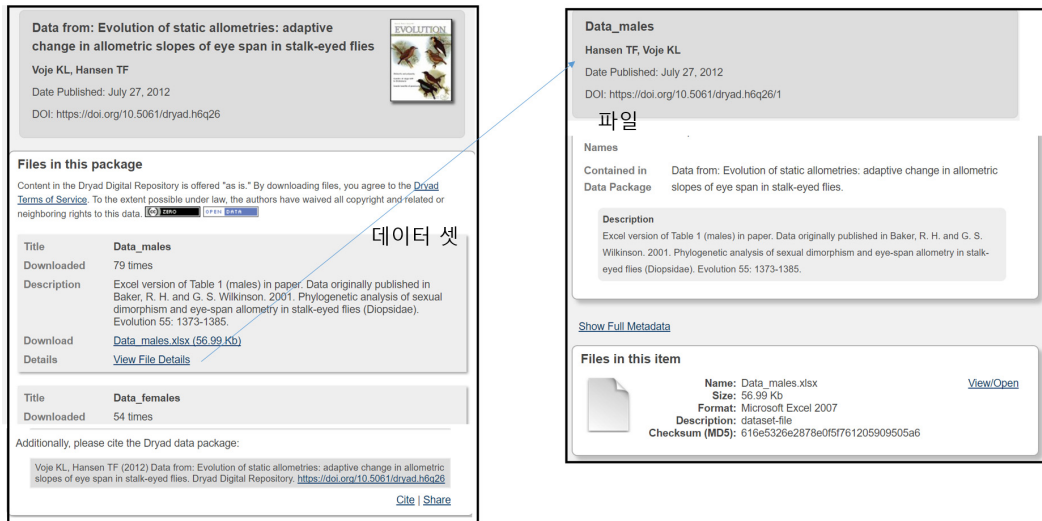 Data from: Evolution of static allometries: adaptive
change in allometric slopes of eye span in stalk-eyed flies
Voje KL, Hansen TF
Date Published: July 27, 2012
DOI: https://doi.org/10.5061/dryad.h6q26
EVOLUTION
Files in this package
Content in the Dryad Digital Repository is offered "as is." By downloading files, you agree to the Dryad
Terms of Service. To the extent possible under law, the authors have waived all copyright and related or
neighboring rights to this data. ZERO OPEN DATA
데이터 셋
Title Data_males
Downloaded 79 times
Description Excel version of Table 1 (males) in paper. Data originally published in
Baker, R. H. and G. S. Wilkinson. 2001. Phylogenetic analysis of sexual
dimorphism and eye-span allometry in stalk-eyed flies (Diopsidae).
Evolution 55: 1373-1385.
Download Data_males.xlsx (56.99 Kb)
Details View File Details
Title Data_females
Downloaded 54 times
Additionally, please cite the Dryad data package:
Voje KL, Hansen TF (2012) Data from: Evolution of static allometries: adaptive change in allometric
slopes of eye span in stalk-eyed flies. Dryad Digital Repository. https://doi.org/10.5061/dryad.h6q26
Cite | Share
Data_males
Hansen TF, Voje KL
Date Published: July 27, 2012
DOI: https://doi.org/10.5061/dryad.h6q26/1
파일
Names
Contained in Data from: Evolution of static allometries: adaptive change in allometric
Data Package slopes of eye span in stalk-eyed flies.
Description
Excel version of Table 1 (males) in paper. Data originally published in Baker, R. H. and G. S.
Wilkinson. 2001. Phylogenetic analysis of sexual dimorphism and eye-span allometry in stalk-
eyed flies (Diopsidae). Evolution 55: 1373-1385.
Show Full Metadata
Files in this item
Name: Data_males.xlsx View/Open
Size: 56.99 Kb
Format: Microsoft Excel 2007
Description: dataset-file
Checksum (MD5): 616e5326e2878e0f5f761205909505a6